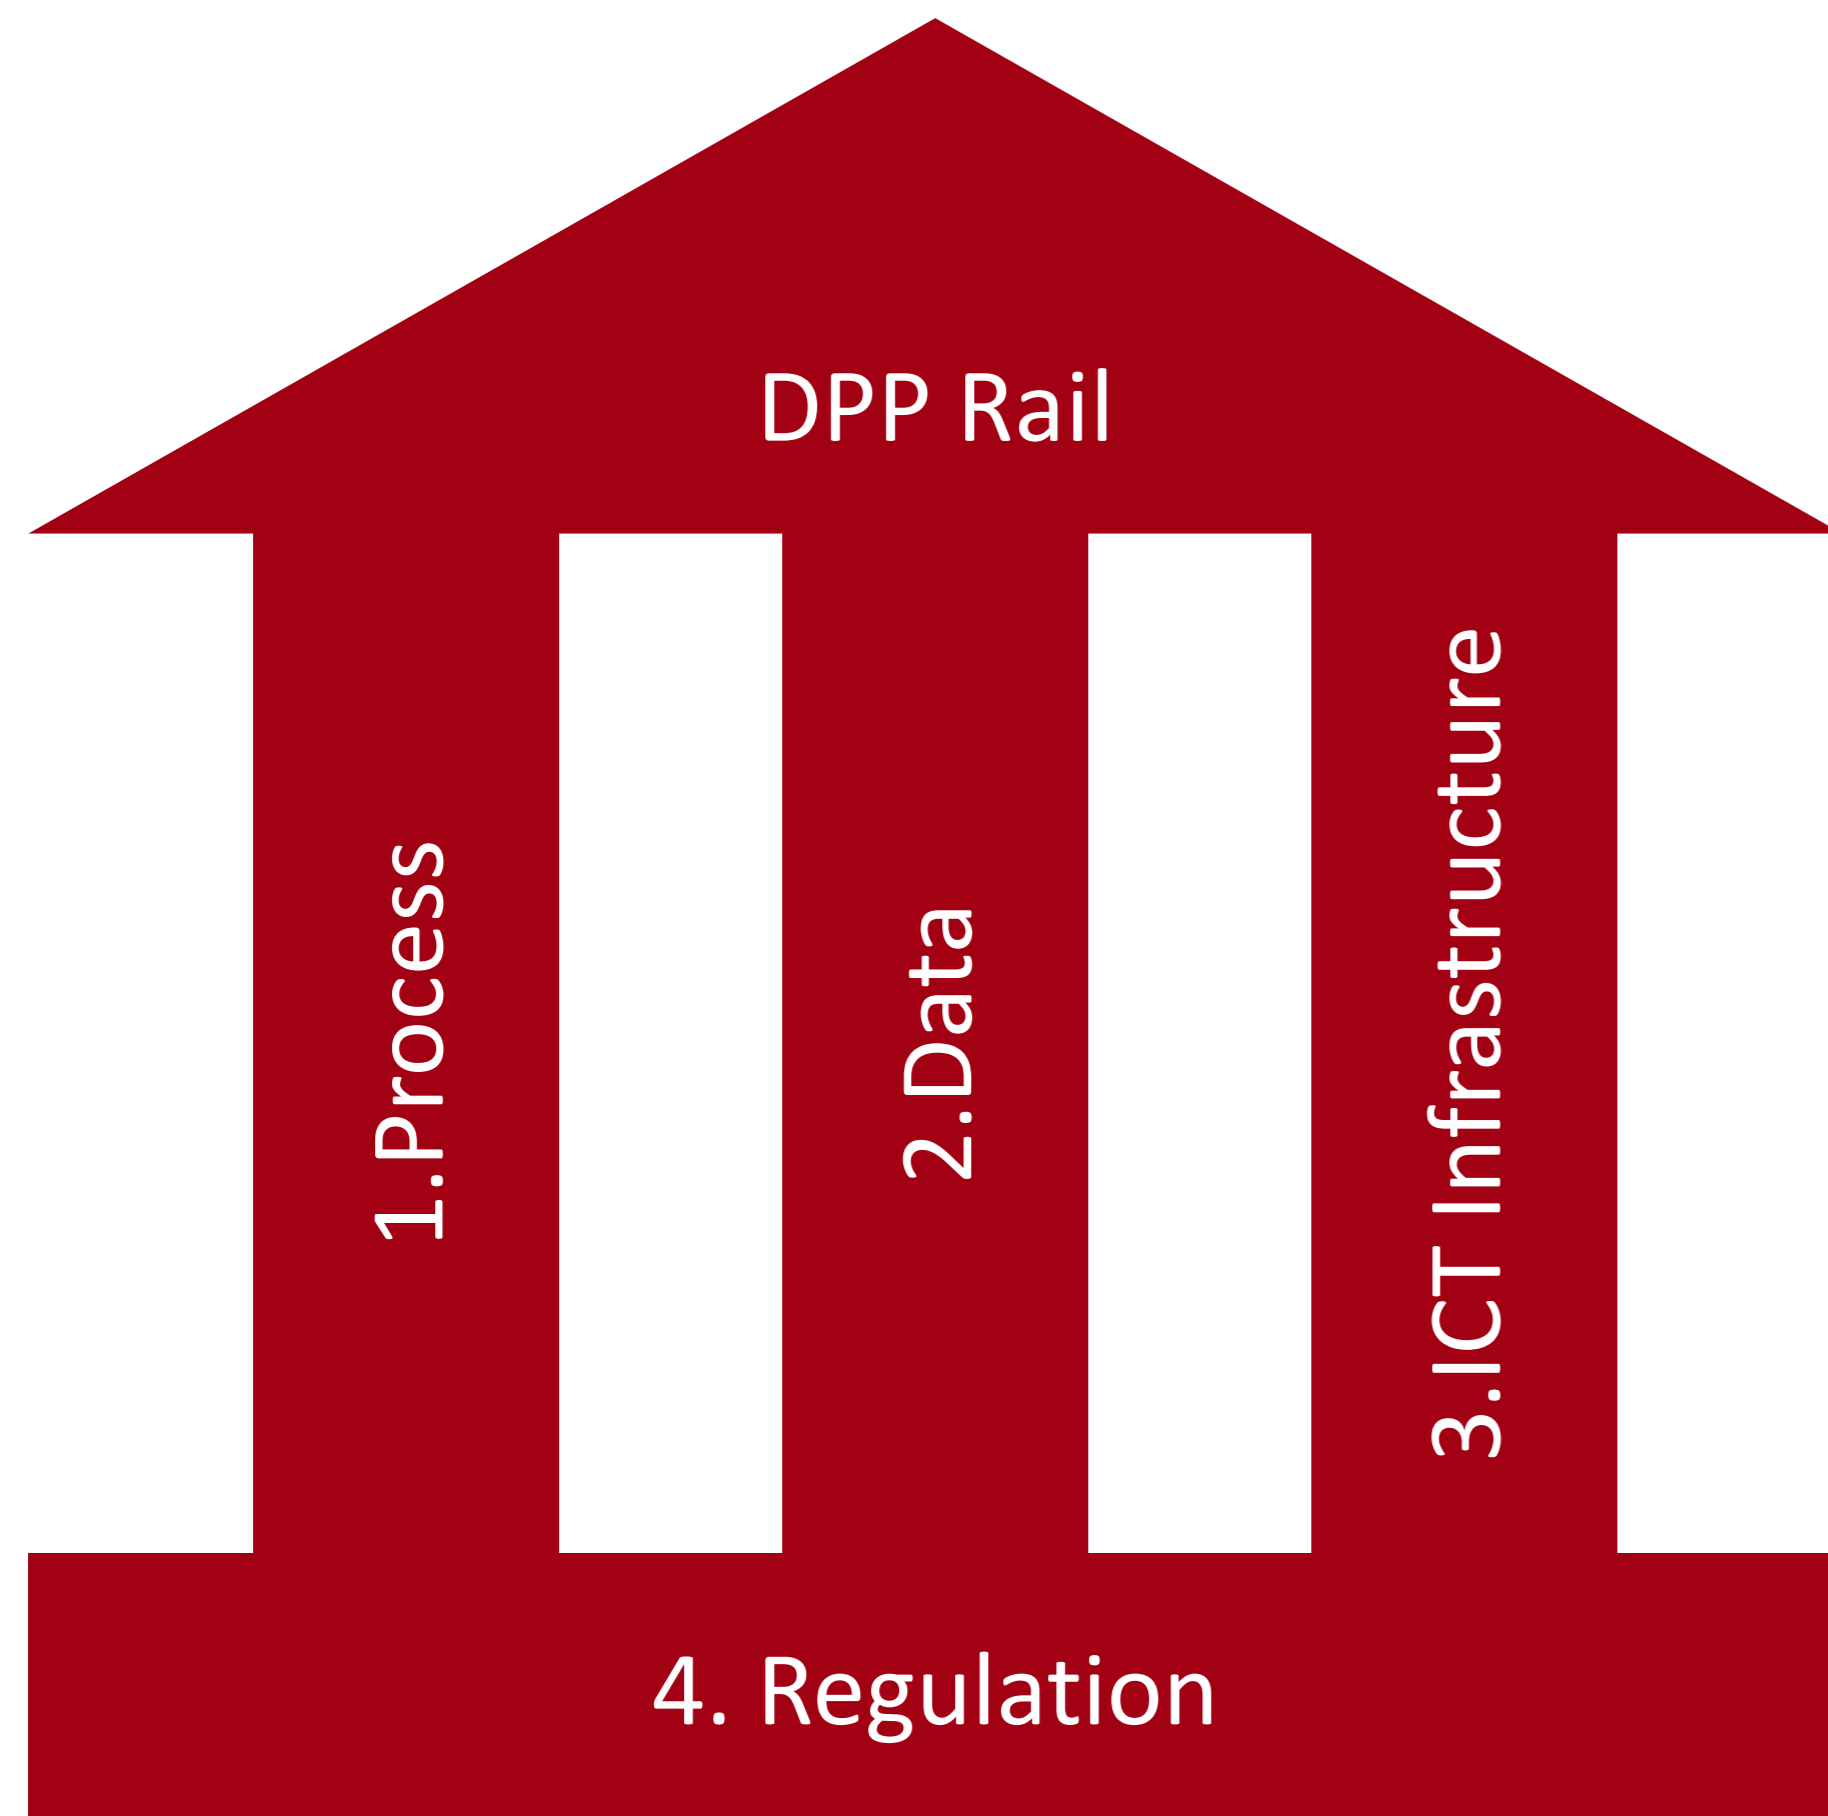 DPP Rail
1.Process
2.Data
3.ICT Infrastructure
4. Regulation